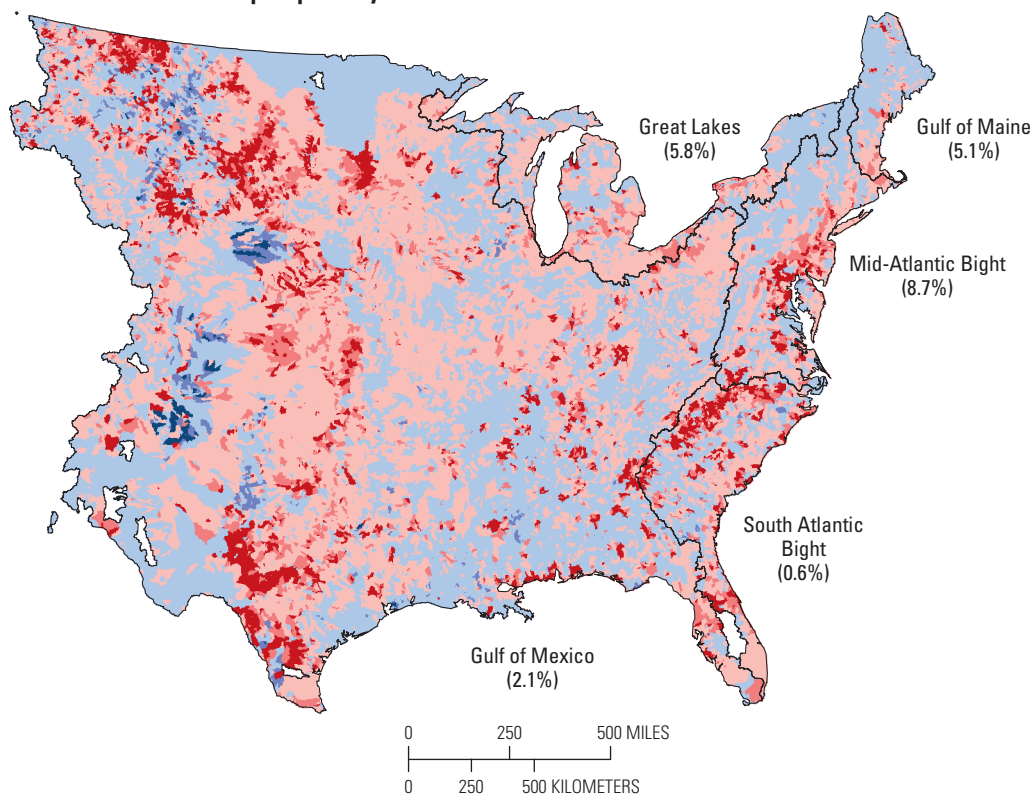 Great Lakes
(5.8%)
Gulf of Maine
(5.1%)
Mid-Atlantic Bight
(8.7%)
South Atlantic
Bight
(0.6%)
Gulf of Mexico
(2.1%)
0 250 500 MILES
0 250 500 KILOMETERS